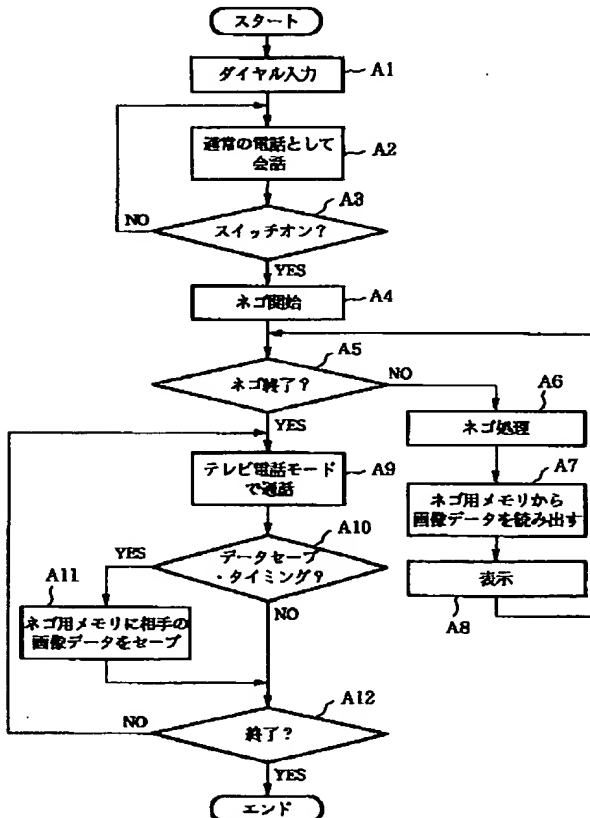 スタート
ダイヤル入力
A1
通常の電話として
会話
A2
A3
スイッチオン?
NO
YES
ネゴ開始
A4
A5
ネゴ終了?
NO
YES
A6
ネゴ処理
A7
ネゴ用メモリから
画像データを読み出す
表示
A8
テレビ電話モード
で通話
A9
A10
データセーブ
・タイミング?
YES
NO
A11
ネゴ用メモリに相手の
画像データをセーブ
A12
終了?
NO
YES
エンド